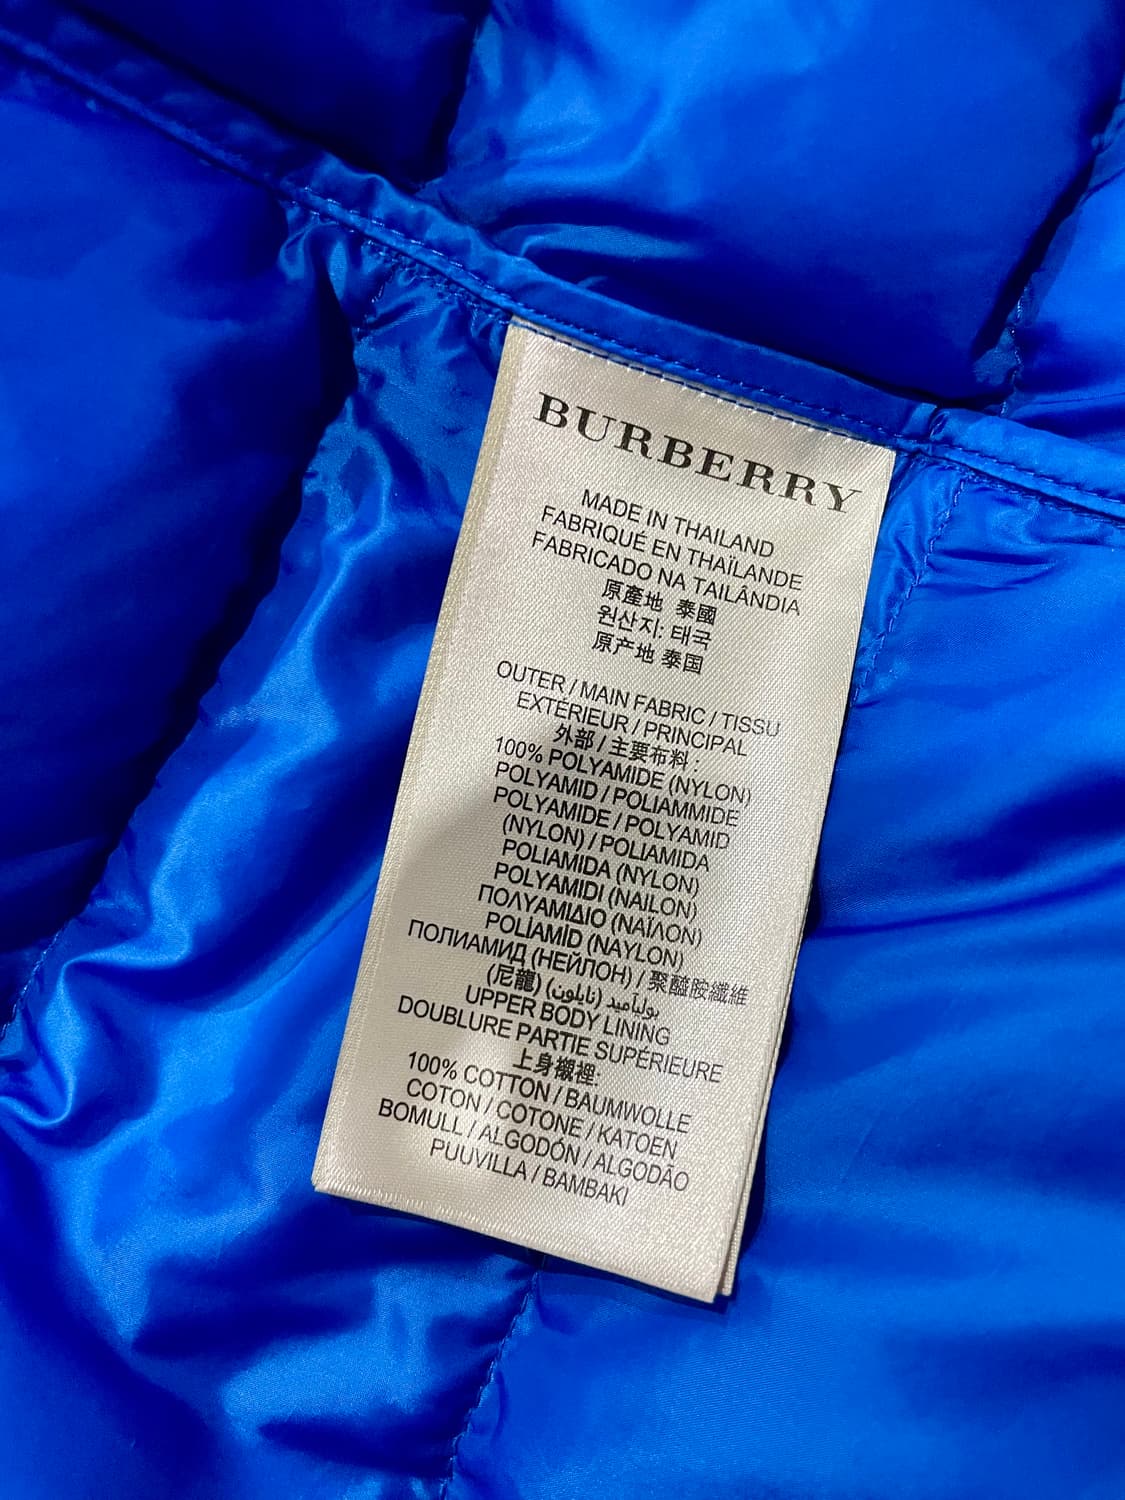 BURBERRY
MADE IN THAILAND
FABRIQUÉ EN THAÏLANDE
FABRICADO NA TAILÂNDIA
原產地 泰國
원산지: 태국
原产地 泰国
OUTER / MAIN FABRIC / TISSU
EXTÉRIEUR / PRINCIPAL
外部 / 主要布料 :
100% POLYAMIDE (NYLON)
POLYAMID / POLIAMMIDE
POLYAMIDE / POLYAMID
(NYLON) / POLIAMIDA
POLIAMIDA (NYLON)
POLYAMIDI (NAILON)
ΠΟΛΥΑΜΙΔΙΟ (ΝΑΪΛΟΝ)
POLİAMİD (NAYLON)
ПОЛИАМИД (НЕЙЛОН) / 聚醯胺纖維
(尼龍) بوليأميد (نايلون)
UPPER BODY LINING
DOUBLURE PARTIE SUPÉRIEURE
上身襯裡:
100% COTTON / BAUMWOLLE
COTON / COTONE / KATOEN
BOMULL / ALGODÓN / ALGODÃO
PUUVILLA / BAMBAKI